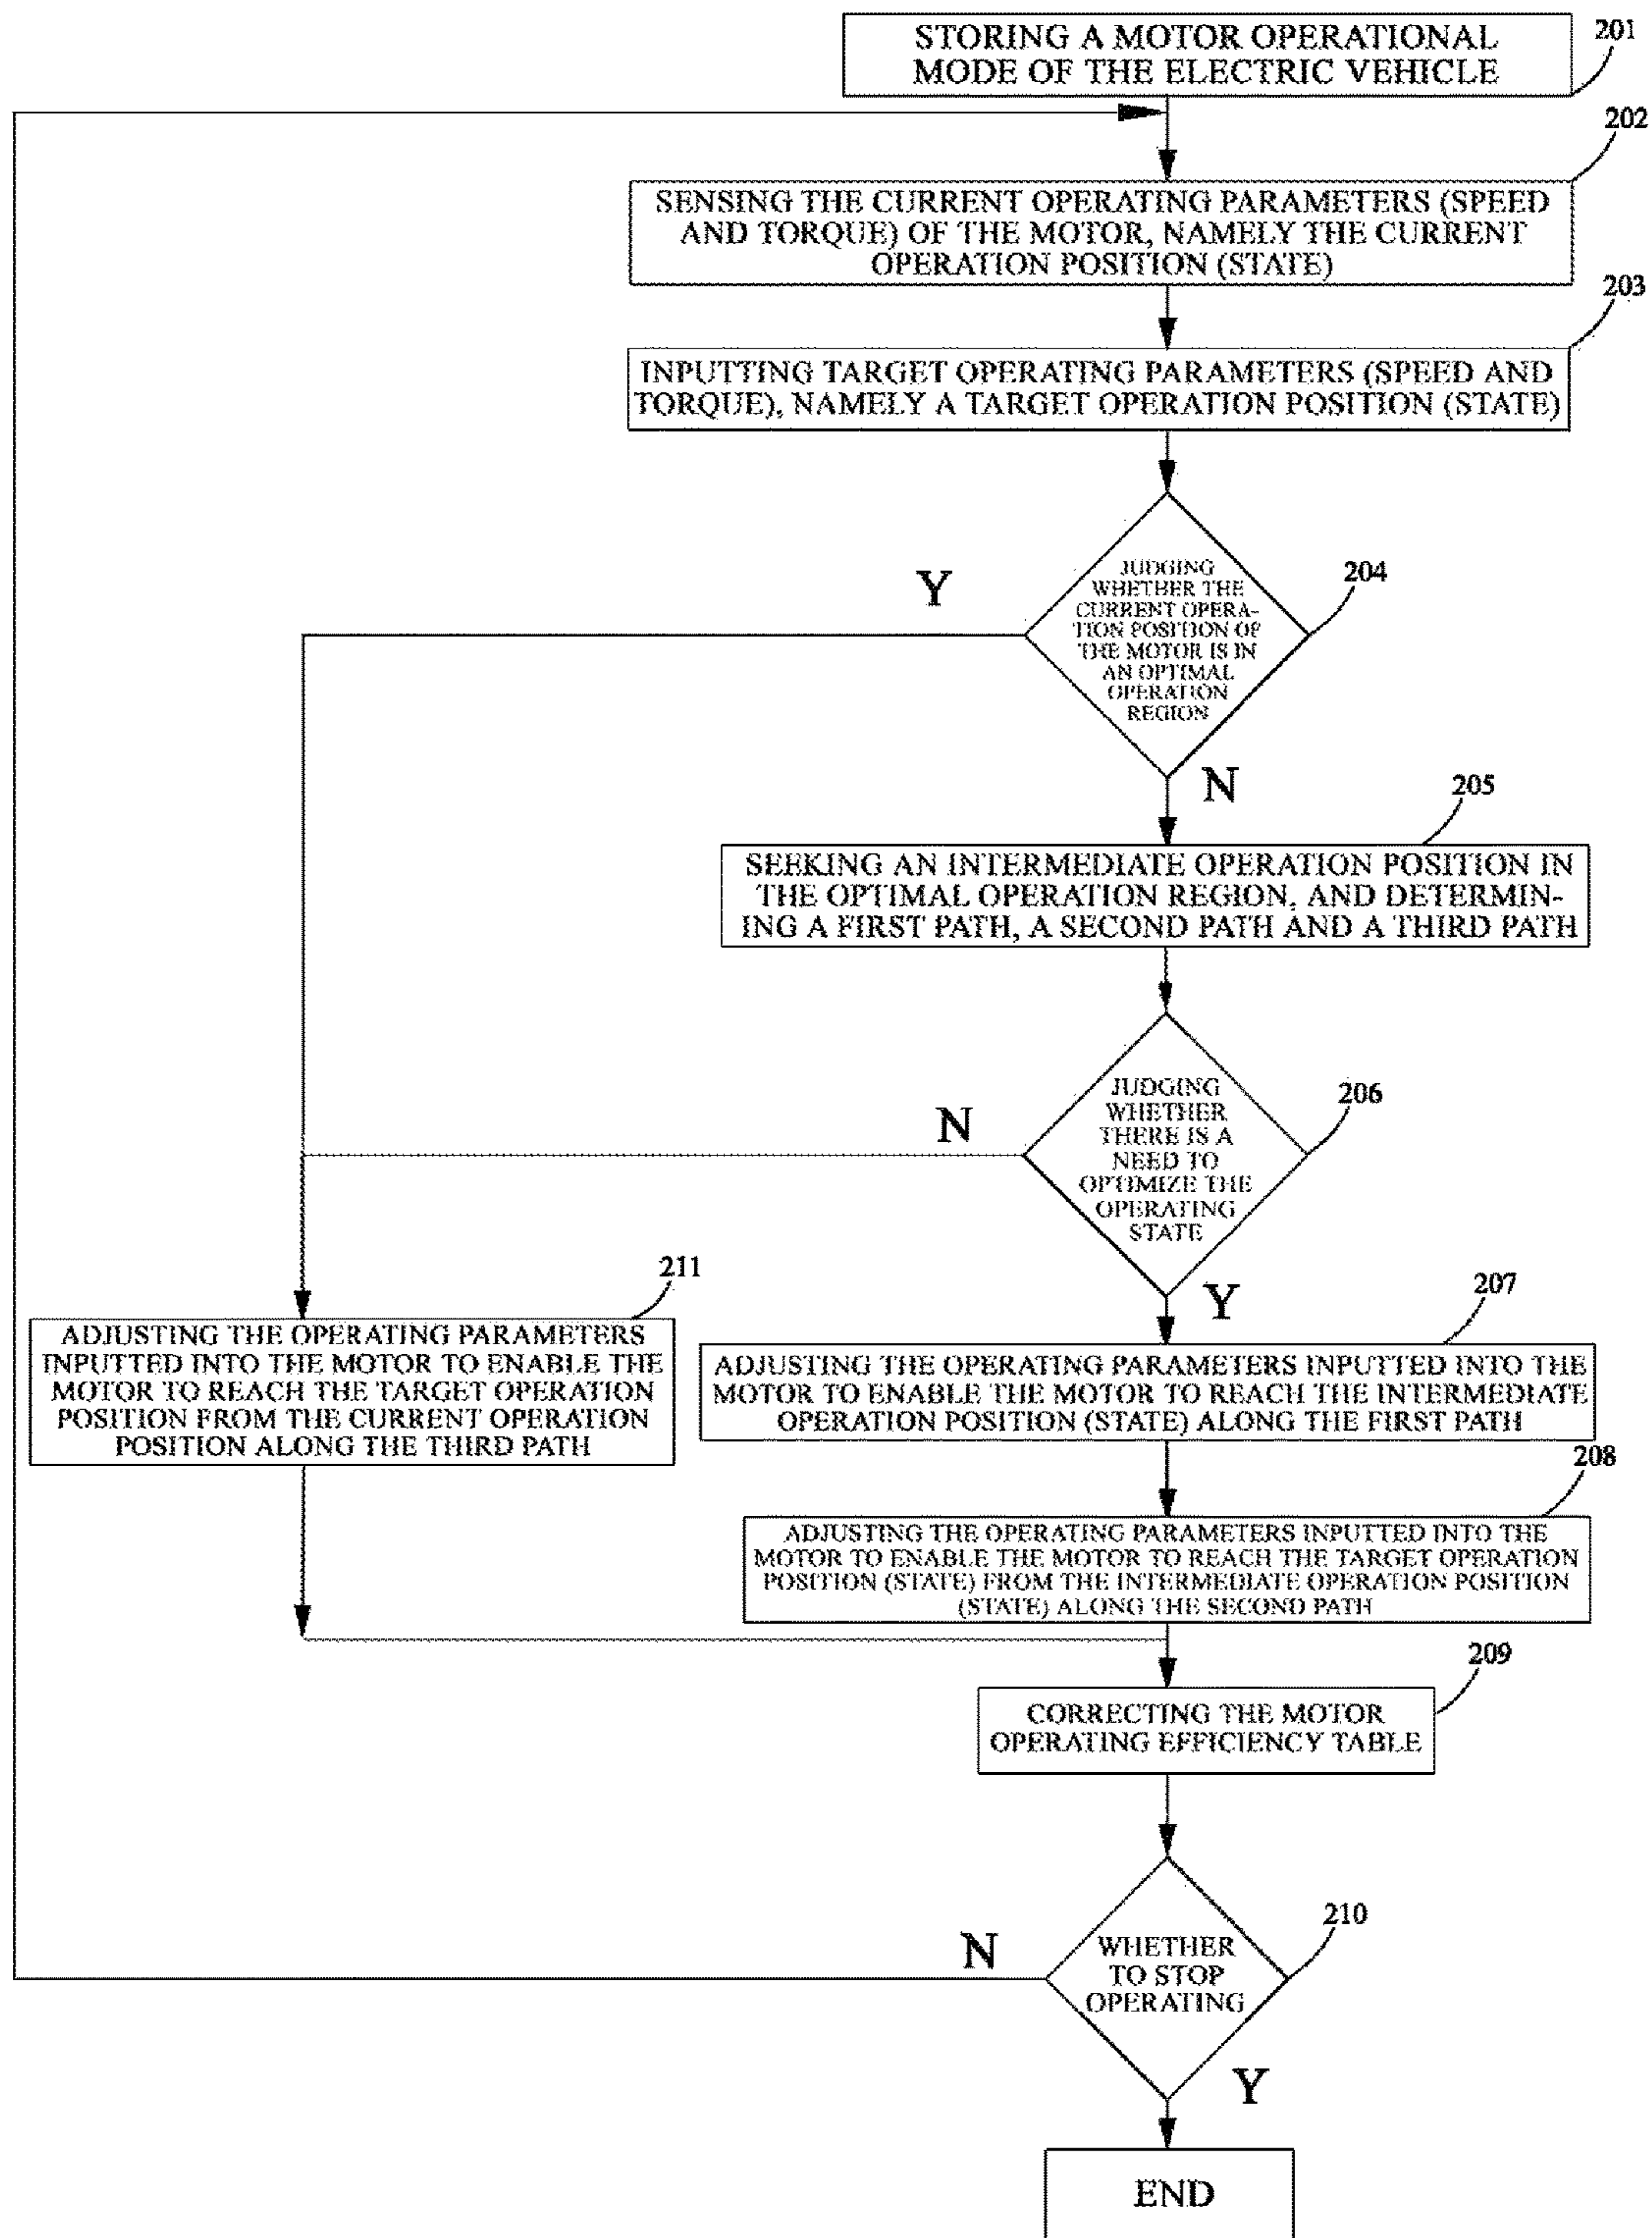 STORING A MOTOR OPERATIONAL
MODE OF THE ELECTRIC VEHICLE
201
202
SENSING THE CURRENT OPERATING PARAMETERS (SPEED
AND TORQUE) OF THE MOTOR, NAMELY THE CURRENT
OPERATION POSITION (STATE)
203
INPUTTING TARGET OPERATING PARAMETERS (SPEED AND
TORQUE), NAMELY A TARGET OPERATION POSITION (STATE)
JUDGING
WHETHER THE
CURRENT OPERA-
TION POSITION OF
THE MOTOR IS IN
AN OPTIMAL
OPERATION
REGION
204
Y
N
205
SEEKING AN INTERMEDIATE OPERATION POSITION IN
THE OPTIMAL OPERATION REGION, AND DETERMIN-
ING A FIRST PATH, A SECOND PATH AND A THIRD PATH
JUDGING
WHETHER
THERE IS A
NEED TO
OPTIMIZE THE
OPERATING
STATE
206
N
Y
211
ADJUSTING THE OPERATING PARAMETERS
INPUTTED INTO THE MOTOR TO ENABLE THE
MOTOR TO REACH THE TARGET OPERATION
POSITION FROM THE CURRENT OPERATION
POSITION ALONG THE THIRD PATH
207
ADJUSTING THE OPERATING PARAMETERS INPUTTED INTO THE
MOTOR TO ENABLE THE MOTOR TO REACH THE INTERMEDIATE
OPERATION POSITION (STATE) ALONG THE FIRST PATH
208
ADJUSTING THE OPERATING PARAMETERS INPUTTED INTO THE
MOTOR TO ENABLE THE MOTOR TO REACH THE TARGET OPERATION
POSITION (STATE) FROM THE INTERMEDIATE OPERATION POSITION
(STATE) ALONG THE SECOND PATH
209
CORRECTING THE MOTOR
OPERATING EFFICIENCY TABLE
WHETHER
TO STOP
OPERATING
210
N
Y
END